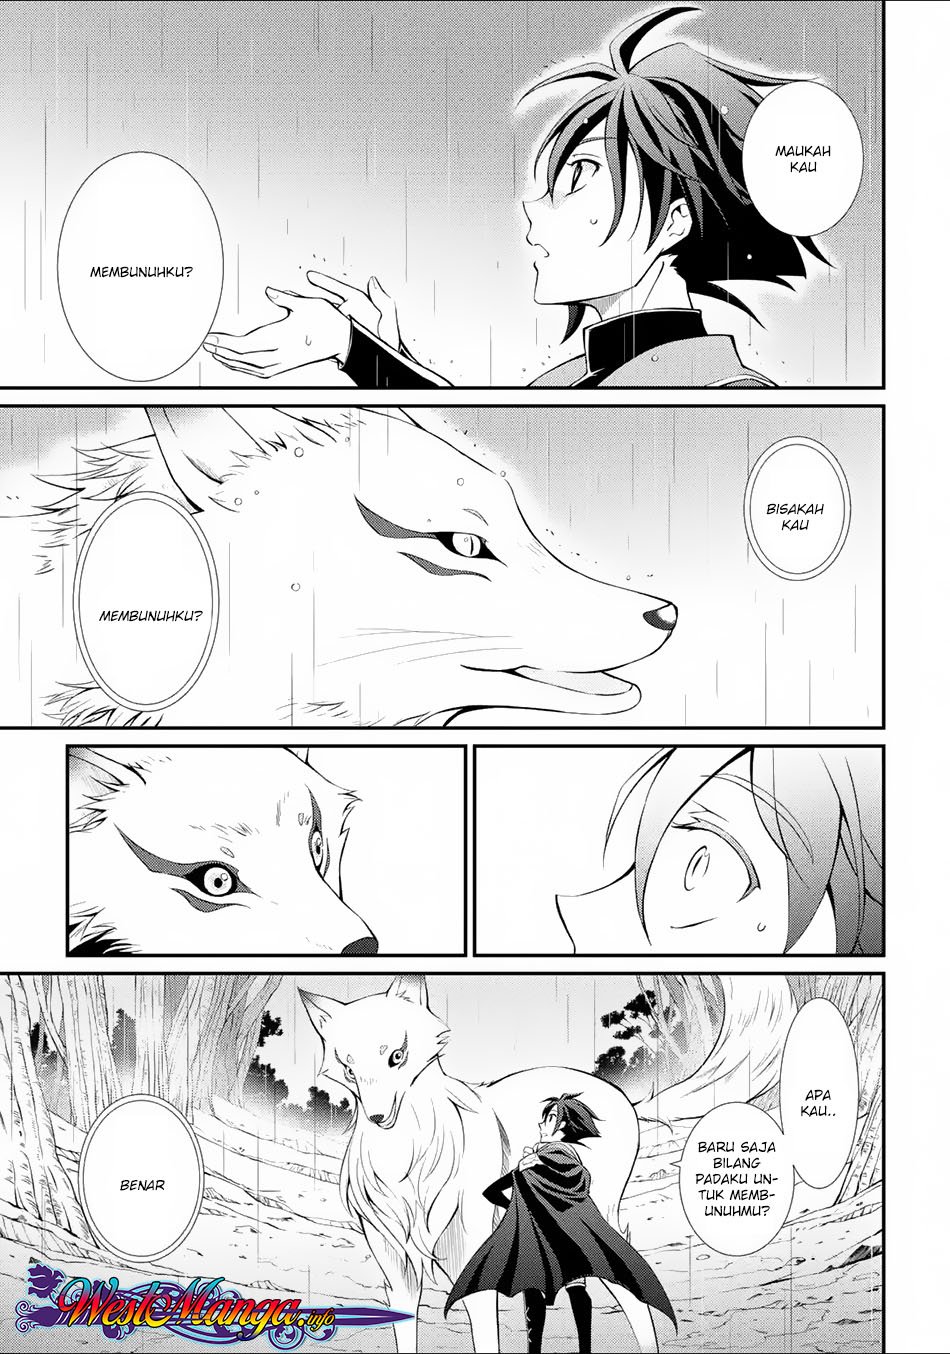 MAUKAH
KAU
MEMBUNUHKU?
BISAKAH
KAU
MEMBUNUHKU?
APA
KAU..
BARU SAJA
BILANG
PADAKU UN-
TUK MEMB-
UNUHMU?
BENAR
WestManga.info